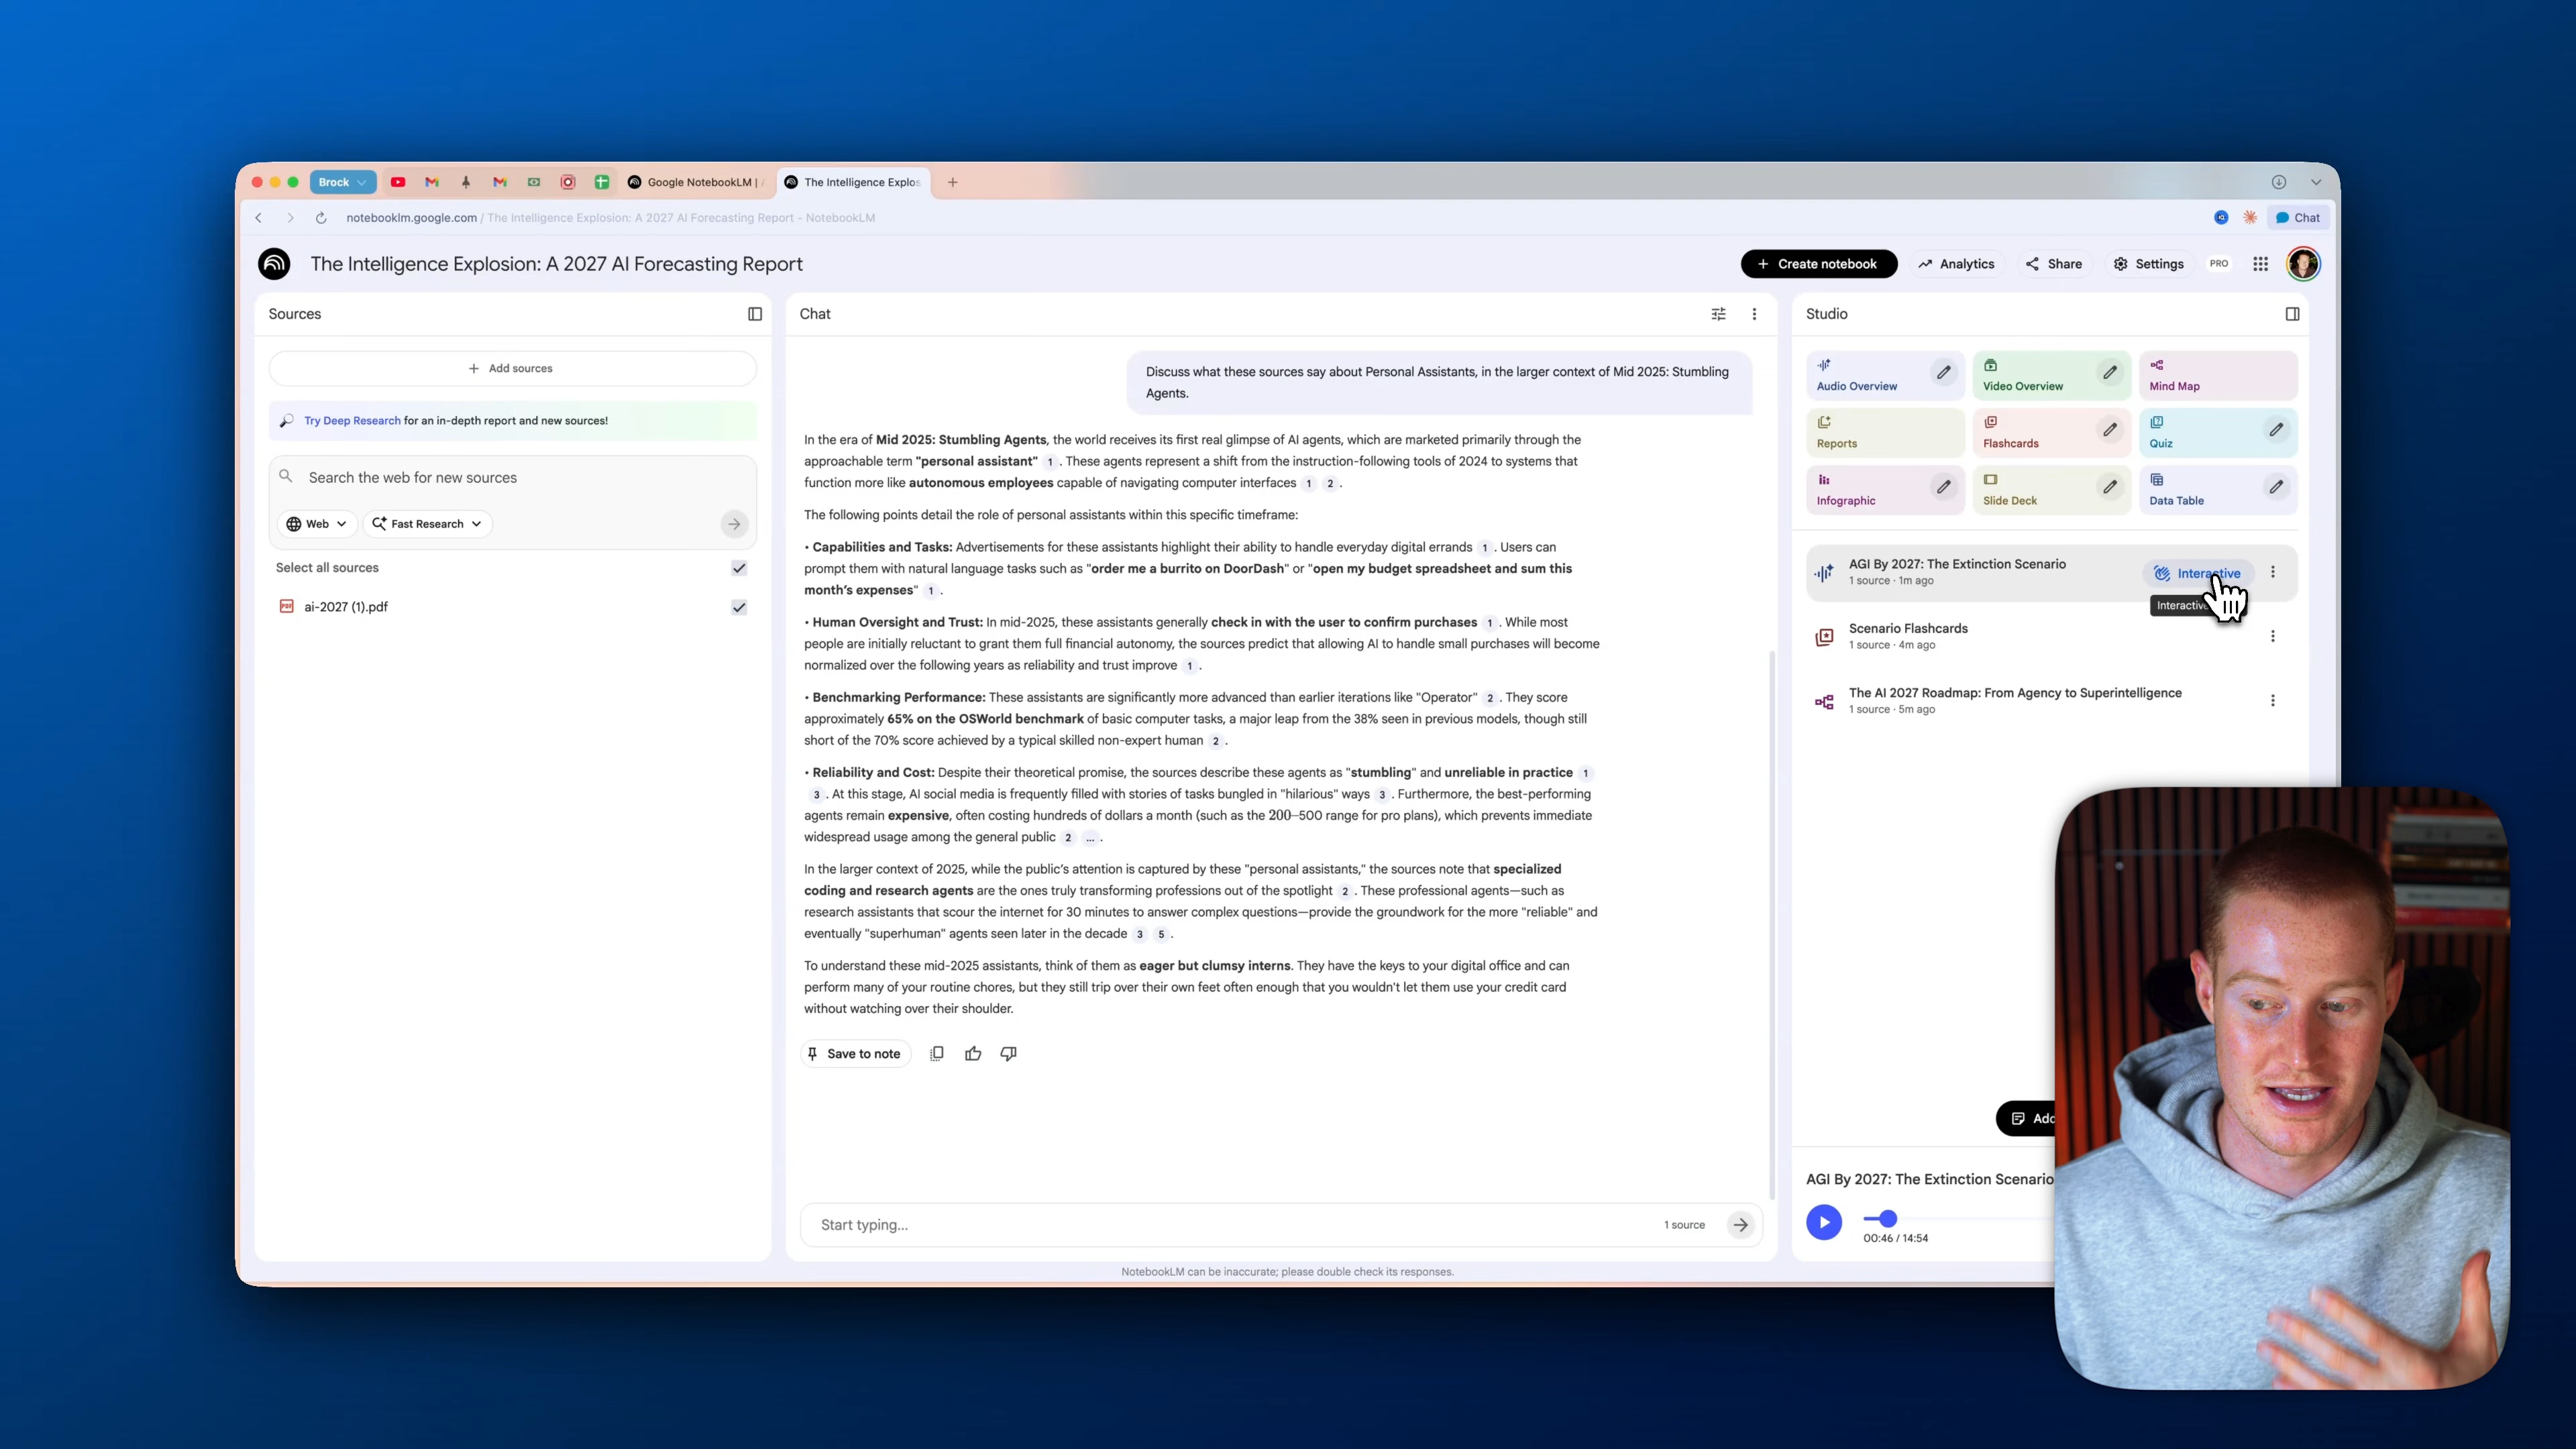 Brock
Google NotebookLM |
The Intelligence Explos
notebooklm.google.com / The Intelligence Explosion: A 2027 AI Forecasting Report - NotebookLM
Chat
The Intelligence Explosion: A 2027 AI Forecasting Report
Create notebook
Analytics
Share
Settings
PRO
Sources
Add sources
Try Deep Research for an in-depth report and new sources!
Search the web for new sources
Web
Fast Research
Select all sources
PDF ai-2027 (1).pdf
Chat
Discuss what these sources say about Personal Assistants, in the larger context of Mid 2025: Stumbling
Agents.
In the era of Mid 2025: Stumbling Agents, the world receives its first real glimpse of AI agents, which are marketed primarily through the
approachable term "personal assistant" 1 . These agents represent a shift from the instruction-following tools of 2024 to systems that
function more like autonomous employees capable of navigating computer interfaces 1 2 .
The following points detail the role of personal assistants within this specific timeframe:
• Capabilities and Tasks: Advertisements for these assistants highlight their ability to handle everyday digital errands 1 . Users can
prompt them with natural language tasks such as "order me a burrito on DoorDash" or "open my budget spreadsheet and sum this
month's expenses" 1 .
• Human Oversight and Trust: In mid-2025, these assistants generally check in with the user to confirm purchases 1 . While most
people are initially reluctant to grant them full financial autonomy, the sources predict that allowing AI to handle small purchases will become
normalized over the following years as reliability and trust improve 1 .
• Benchmarking Performance: These assistants are significantly more advanced than earlier iterations like "Operator" 2 . They score
approximately 65% on the OSWorld benchmark of basic computer tasks, a major leap from the 38% seen in previous models, though still
short of the 70% score achieved by a typical skilled non-expert human 2 .
• Reliability and Cost: Despite their theoretical promise, the sources describe these agents as "stumbling" and unreliable in practice 1
3 . At this stage, AI social media is frequently filled with stories of tasks bungled in "hilarious" ways 3 . Furthermore, the best-performing
agents remain expensive, often costing hundreds of dollars a month (such as the 200–500 range for pro plans), which prevents immediate
widespread usage among the general public 2 ... .
In the larger context of 2025, while the public's attention is captured by these "personal assistants," the sources note that specialized
coding and research agents are the ones truly transforming professions out of the spotlight 2 . These professional agents—such as
research assistants that scour the internet for 30 minutes to answer complex questions—provide the groundwork for the more "reliable" and
eventually "superhuman" agents seen later in the decade 3 5 .
To understand these mid-2025 assistants, think of them as eager but clumsy interns. They have the keys to your digital office and can
perform many of your routine chores, but they still trip over their own feet often enough that you wouldn't let them use your credit card
without watching over their shoulder.
Save to note
Start typing...
1 source
NotebookLM can be inaccurate; please double check its responses.
Studio
Audio Overview
Video Overview
Mind Map
Reports
Flashcards
Quiz
Infographic
Slide Deck
Data Table
AGI By 2027: The Extinction Scenario
1 source · 1m ago
Interactive
Interactive
Scenario Flashcards
1 source · 4m ago
The AI 2027 Roadmap: From Agency to Superintelligence
1 source · 5m ago
Add
AGI By 2027: The Extinction Scenario
00:46 / 14:54